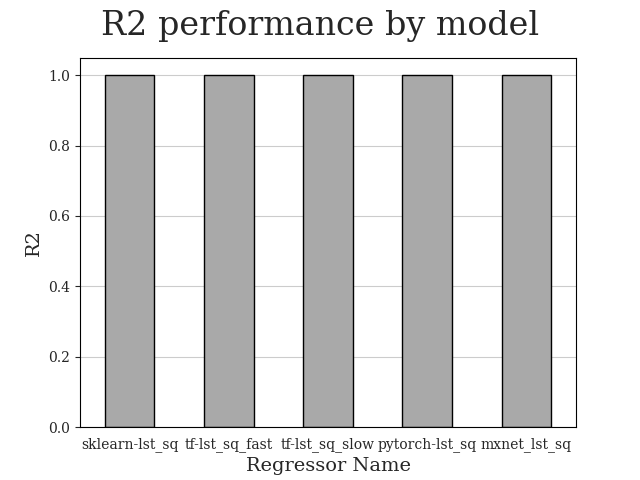 R2 performance by model
1.0
0.8
0.6
0.4
0.2
0.0
R2
sklearn-lst_sq tf-lst_sq_fast tf-lst_sq_slow pytorch-lst_sq mxnet_lst_sq
Regressor Name